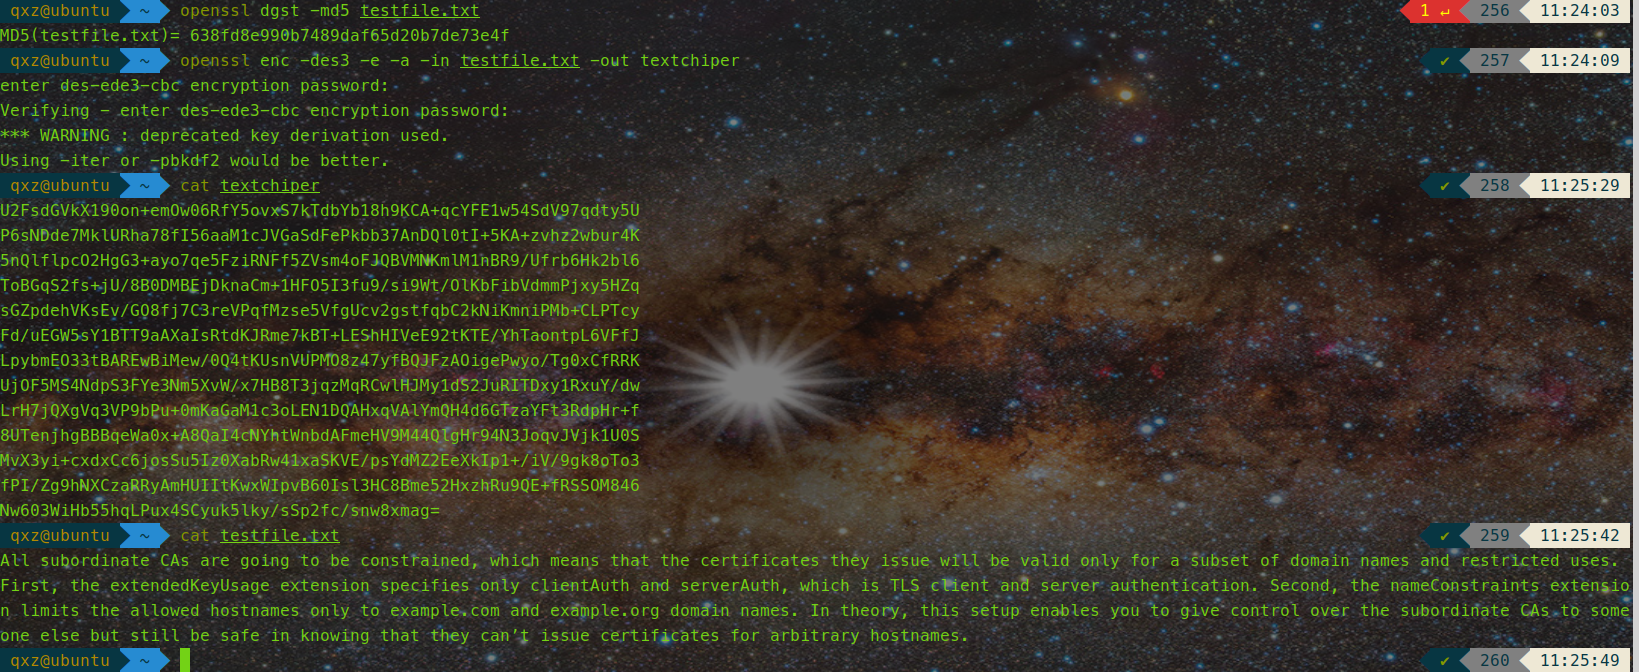 qxz@ubuntu ~ openssl dgst -md5 testfile.txt 1 ↵ 256 11:24:03
MD5(testfile.txt)= 638fd8e990b7489daf65d20b7de73e4f
qxz@ubuntu ~ openssl enc -des3 -e -a -in testfile.txt -out textchiper ✔ 257 11:24:09
enter des-ede3-cbc encryption password:
Verifying - enter des-ede3-cbc encryption password:
*** WARNING : deprecated key derivation used.
Using -iter or -pbkdf2 would be better.
qxz@ubuntu ~ cat textchiper ✔ 258 11:25:29
U2FsdGVkX190on+emOw06RfY5ovxS7kTdbYb18h9KCA+qcYFE1w54SdV97qdty5U
P6sNDde7MklURha78fI56aaM1cJVGaSdFePkbb37AnDQl0tI+5KA+zvhz2wbur4K
5nQlflpcO2HgG3+ayo7qe5FziRNFf5ZVsm4oFJQBVMNKmlM1hBR9/Ufrb6Hk2bl6
ToBGqS2fs+jU/8B0DMBEjDknaCm+1HFO5I3fu9/si9Wt/OlKbFibVdmmPjxy5HZq
sGZpdehVKsEv/GO8fj7C3reVPqfMzse5VfgUcv2gstfqbC2kNiKmniPMb+CLPTcy
Fd/uEGW5sY1BTT9aAXaIsRtdKJRme7kBT+LEShHIVeE92tKTE/YhTaontpL6VFfJ
LpybmEO33tBAREwBiMew/0Q4tKUsnVUPMO8z47yfBQJFzAOigePwyo/Tg0xCfRRK
UjOF5MS4NdpS3FYe3Nm5XvW/x7HB8T3jqzMqRCwlHJMy1dS2JuRITDxy1RxuY/dw
LrH7jQXgVq3VP9bPu+0mKaGaM1c3oLEN1DQAHxqVAlYmQH4d6GTzaYFt3RdpHr+f
8UTenjhgBBBqeWa0x+A8QaI4cNYhtWnbdAFmeHV9M44QlgHr94N3JoqvJVjk1U0S
MvX3yi+cxdxCc6josSu5Iz0XabRw41xaSKVE/psYdMZ2EeXkIp1+/iV/9gk8oTo3
fPI/Zg9hNXCzaRRyAmHUIItKwxWIpvB60Isl3HC8Bme52HxzhRu9QE+fRSSOM846
Nw603WiHb55hqLPux4SCyuk5lky/sSp2fc/snw8xmag=
qxz@ubuntu ~ cat testfile.txt ✔ 259 11:25:42
All subordinate CAs are going to be constrained, which means that the certificates they issue will be valid only for a subset of domain names and restricted uses.
First, the extendedKeyUsage extension specifies only clientAuth and serverAuth, which is TLS client and server authentication. Second, the nameConstraints extensio
n limits the allowed hostnames only to example.com and example.org domain names. In theory, this setup enables you to give control over the subordinate CAs to some
one else but still be safe in knowing that they can’t issue certificates for arbitrary hostnames.
qxz@ubuntu ~ ✔ 260 11:25:49